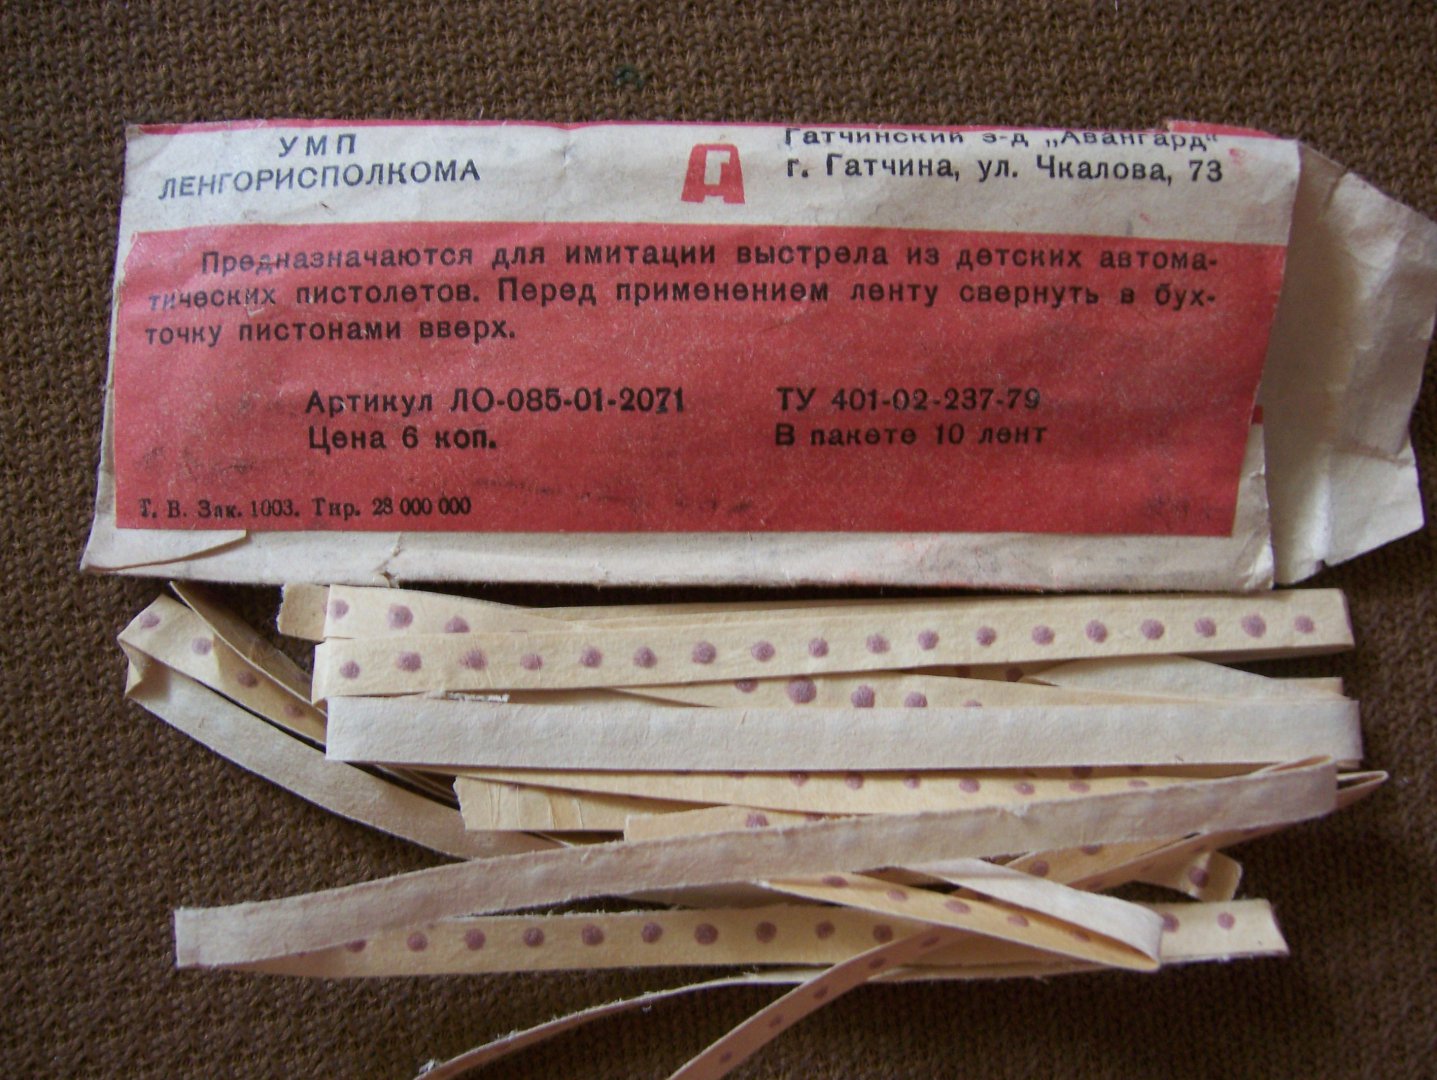 УМП
ЛЕНГОРИСПОЛКОМА
Гатчинский з-д „Авангард“
г. Гатчина, ул. Чкалова, 73
Предназначаются для имитации выстрела из детских автома-
тических пистолетов. Перед применением ленту свернуть в бух-
точку пистонами вверх.
Артикул ЛО-085-01-2071
Цена 6 коп.
ТУ 401-02-237-79
В пакете 10 лент
Т. В. Зак. 1003. Тир. 28 000 000